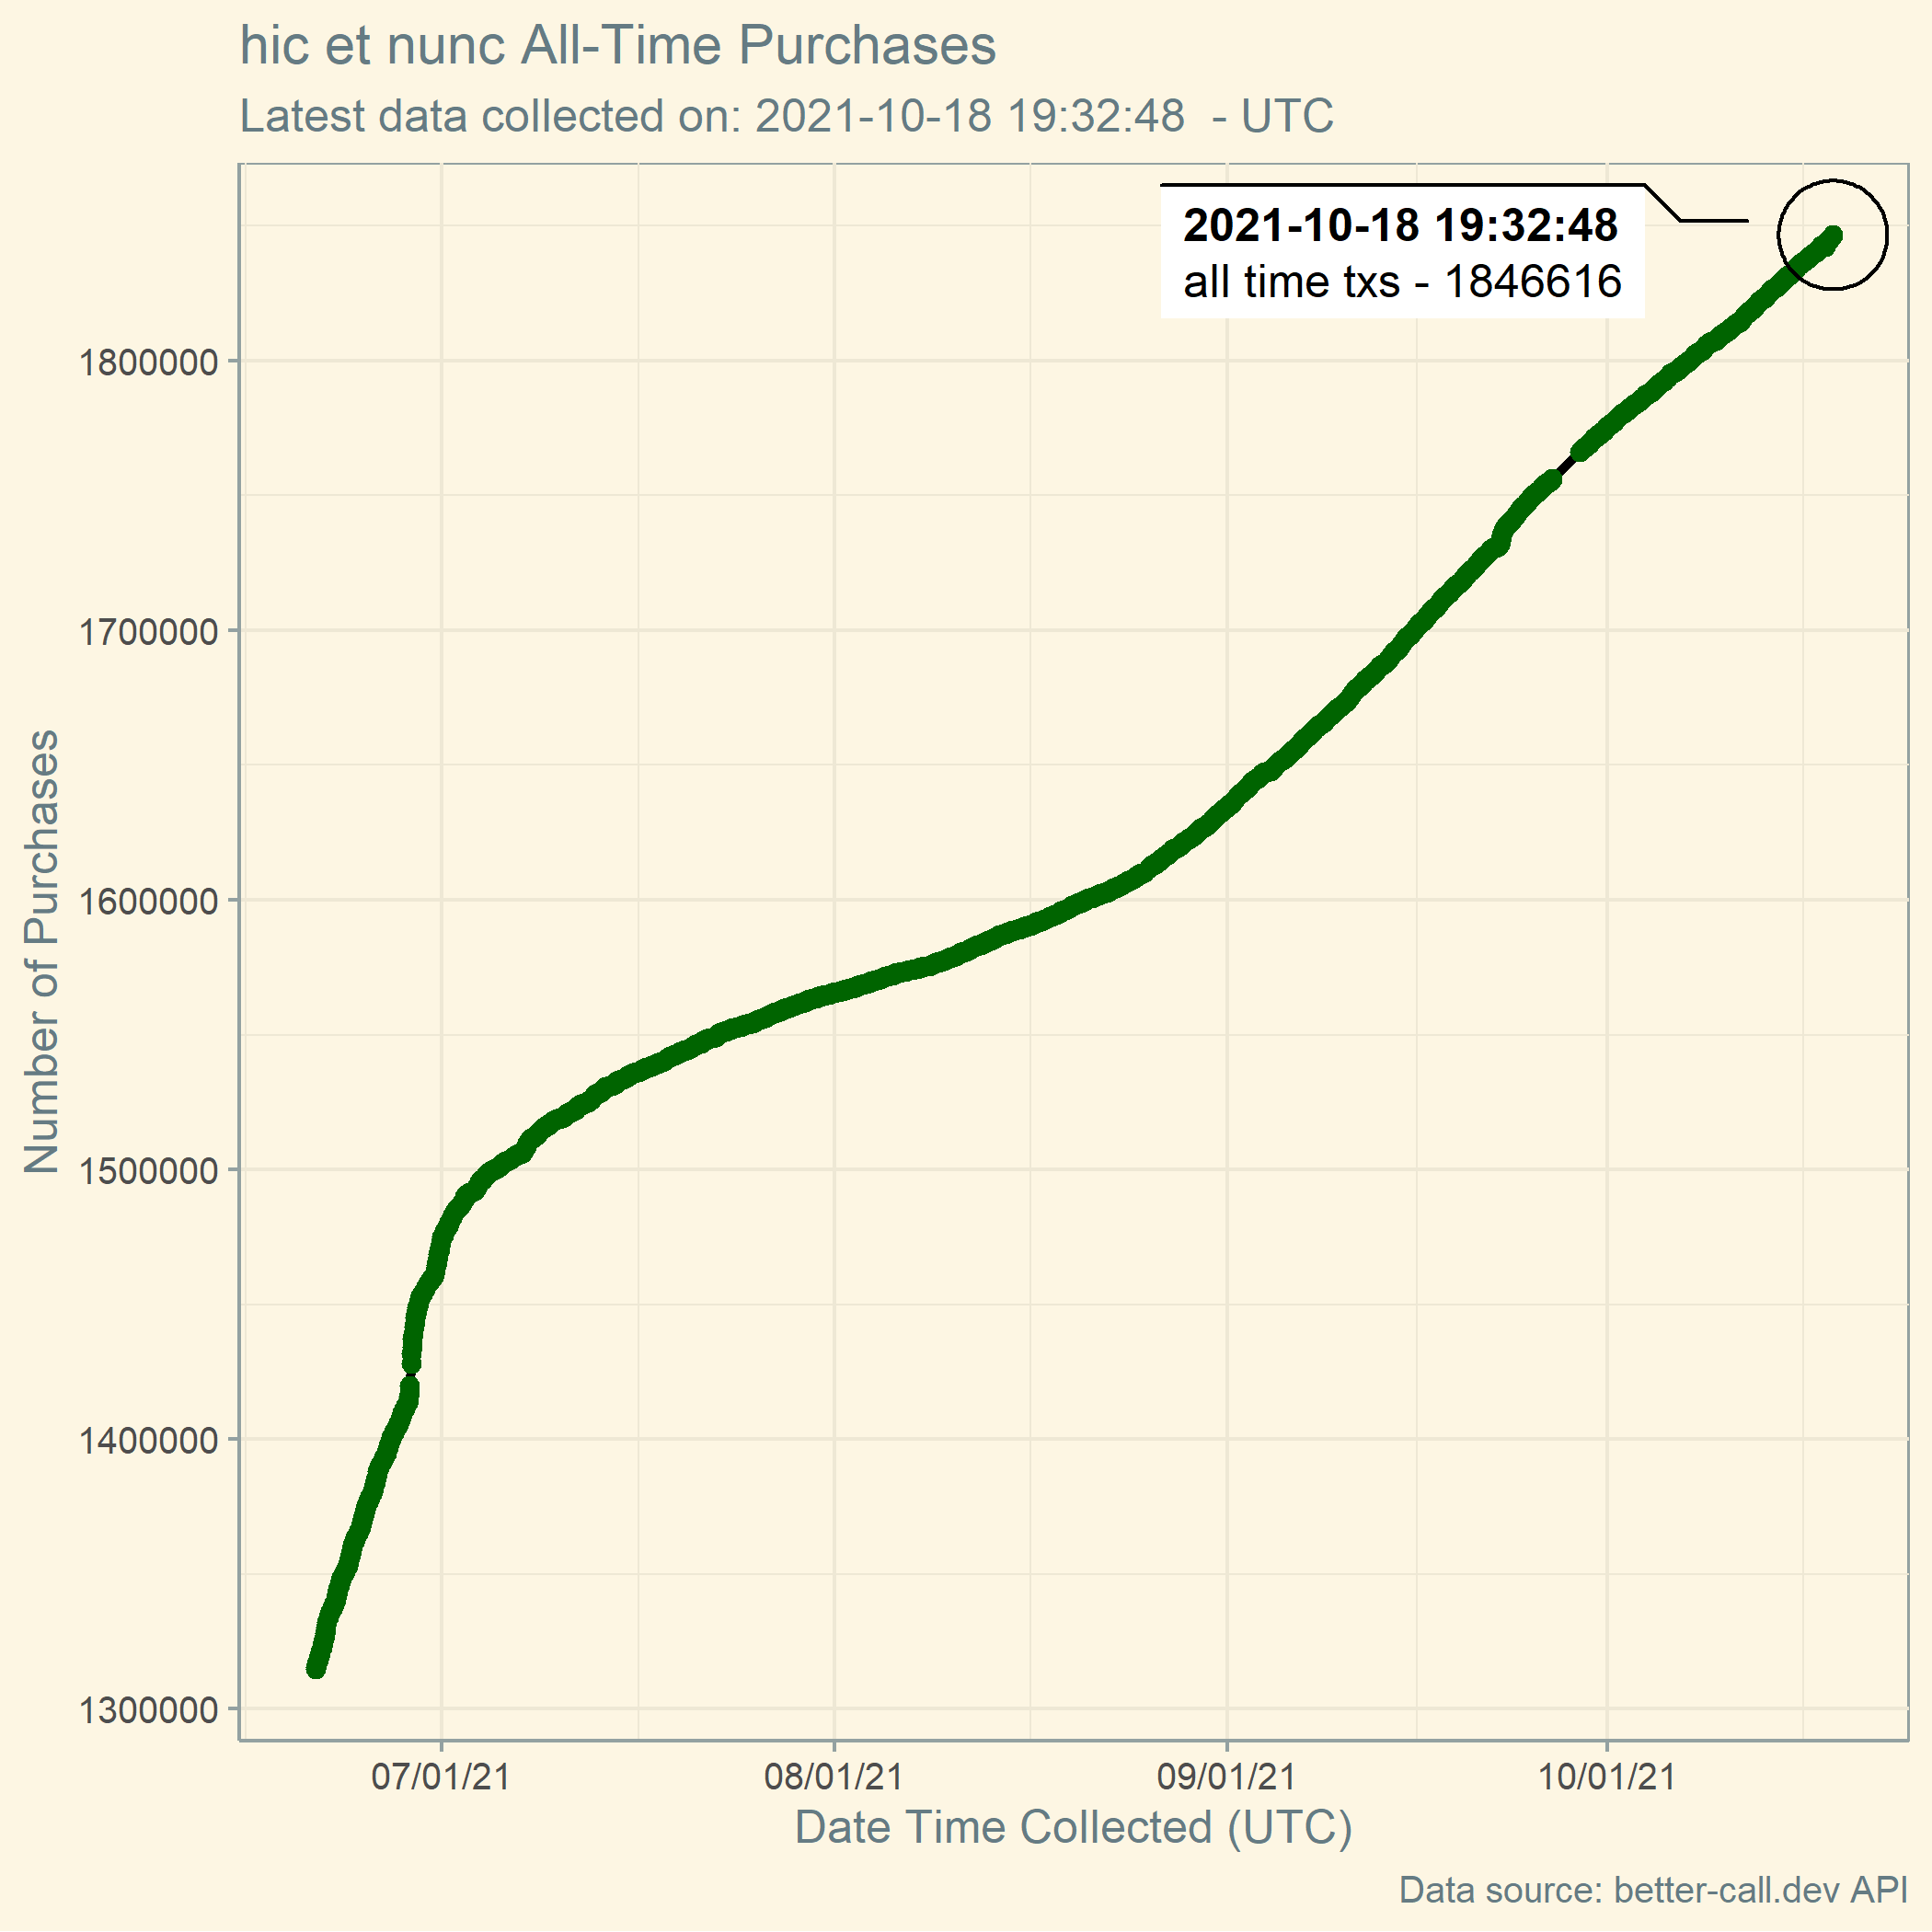 hic et nunc All-Time Purchases
Latest data collected on: 2021-10-18 19:32:48  - UTC
2021-10-18 19:32:48
all time txs - 1846616
1800000
1700000
1600000
1500000
1400000
1300000
Number of Purchases
07/01/21
08/01/21
09/01/21
10/01/21
Date Time Collected (UTC)
Data source: better-call.dev API